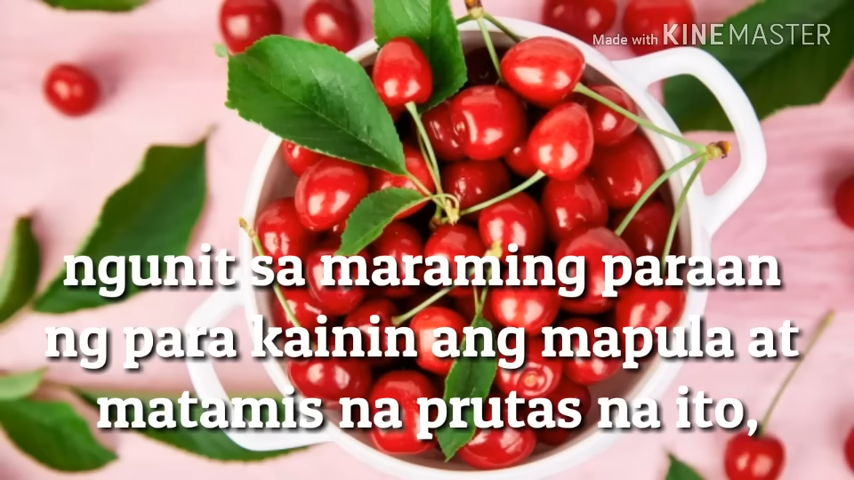 Made with KINEMASTER
ngunit sa maraming paraan
ng para kainin ang mapula at
matamis na prutas na ito,